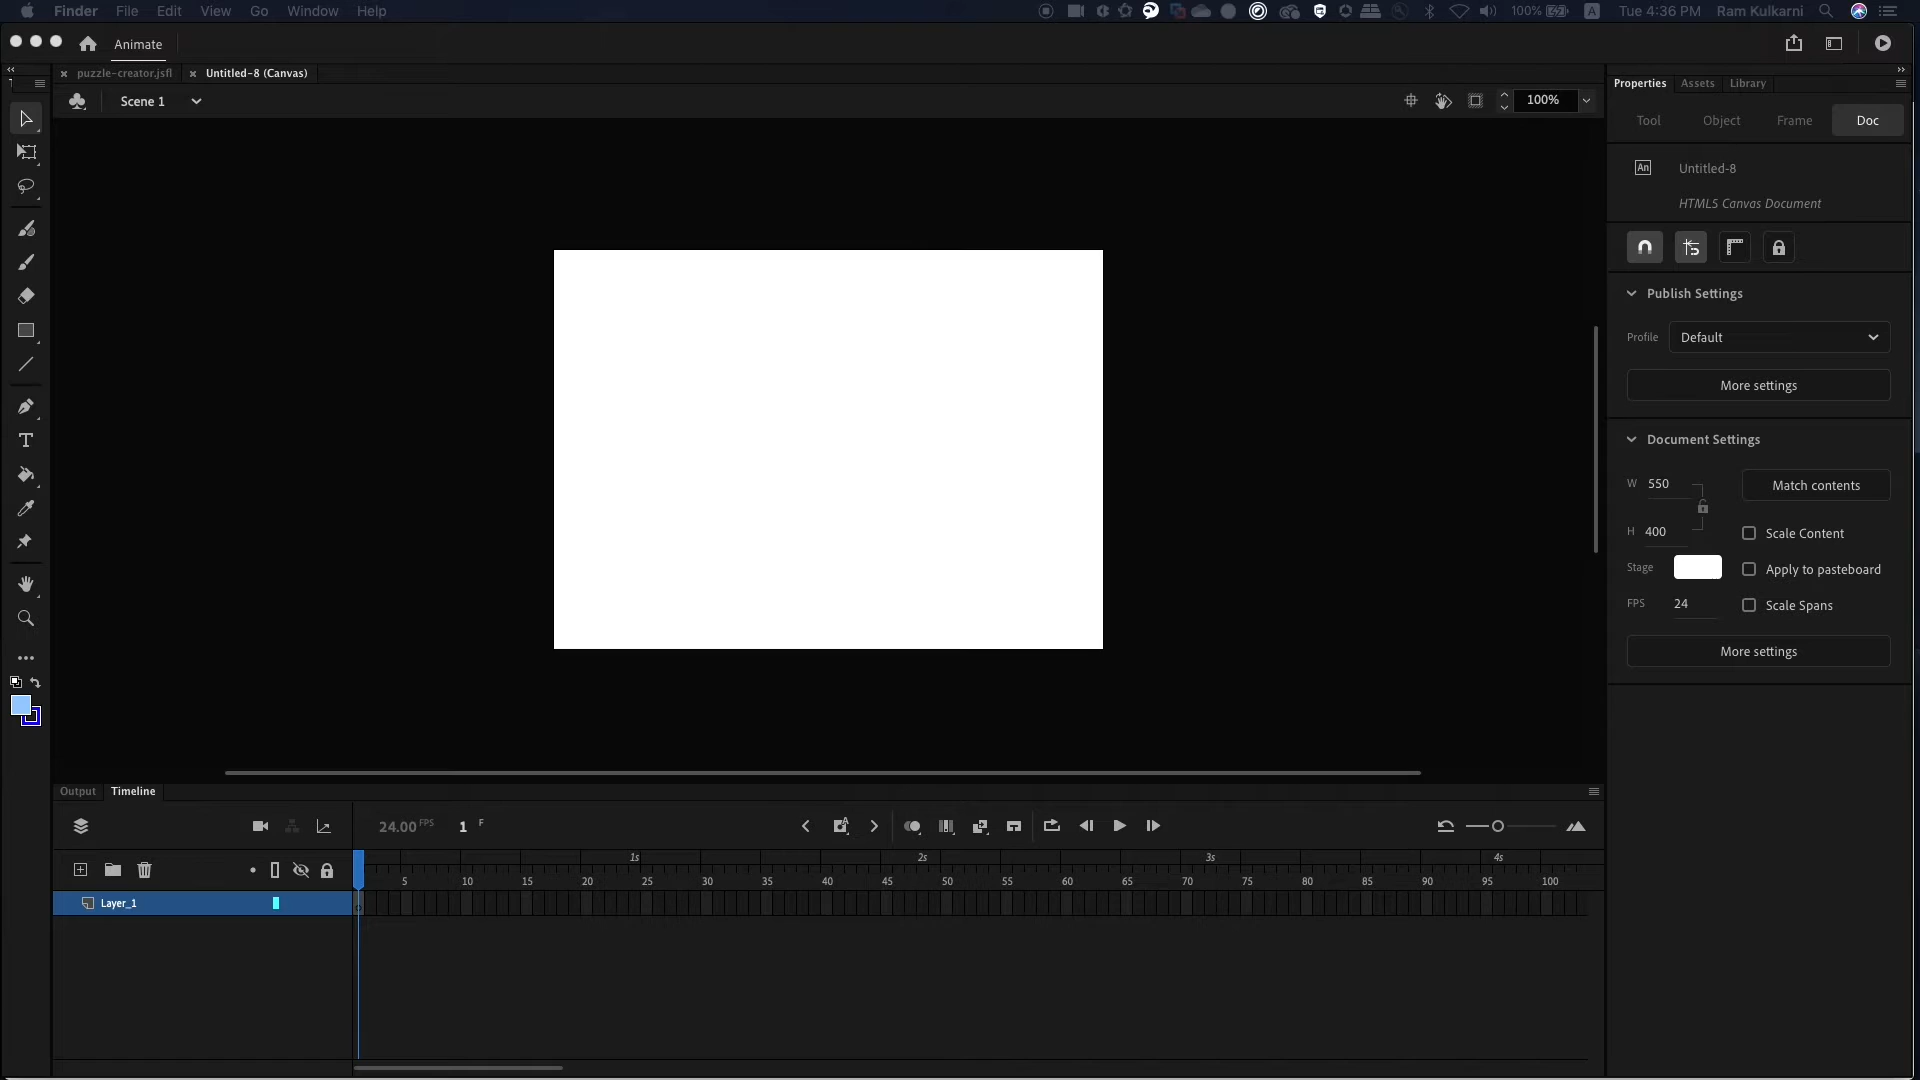 Finder File Edit View Go Window Help 100% A Tue 4:36 PM Ram Kulkarni
Animate
puzzle-creator.jsfl Untitled-8 (Canvas)
Scene 1 100%
Properties Assets Library
Tool Object Frame Doc
An Untitled-8
HTML5 Canvas Document
Publish Settings
Profile Default
More settings
Document Settings
W 550 Match contents
H 400 Scale Content
Stage Apply to pasteboard
FPS 24 Scale Spans
More settings
Output Timeline
24.00 FPS 1 F
1s 2s 3s 4s
5 10 15 20 25 30 35 40 45 50 55 60 65 70 75 80 85 90 95 100
Layer_1